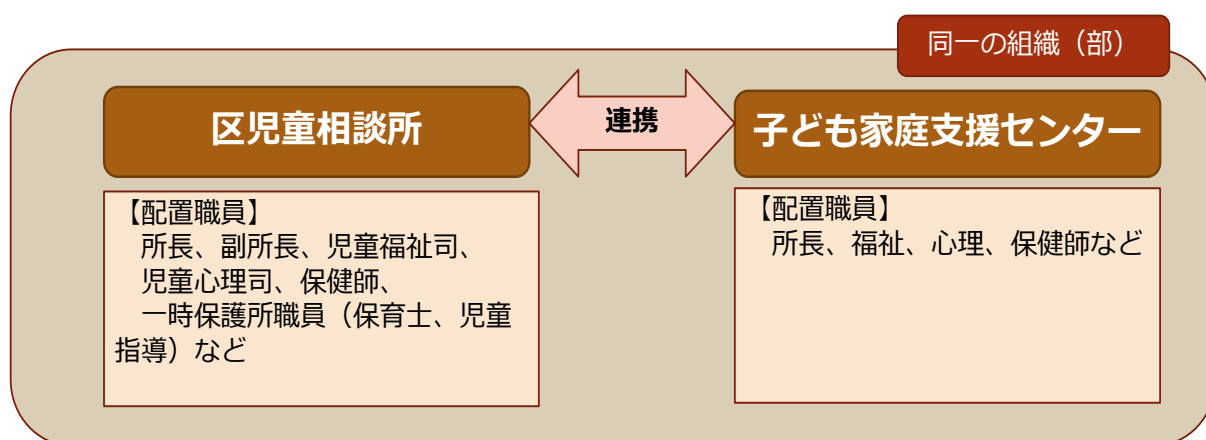 同一の組織（部）
区児童相談所
連携
子ども家庭支援センター
【配置職員】
所長、副所長、児童福祉司、
児童心理司、保健師、
一時保護所職員（保育士、児童
指導）など
【配置職員】
所長、福祉、心理、保健師など